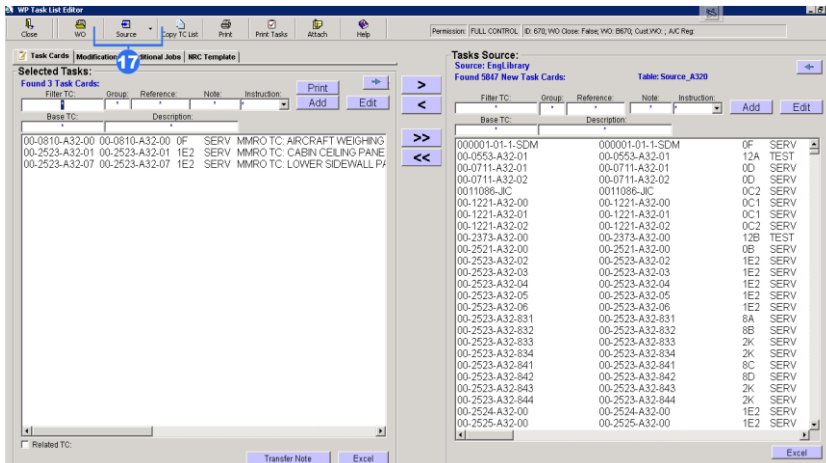 WP Task List Editor
Close WO Source Copy TC List Print Print Tasks Attach Help
Permission: FULL CONTROL ID: 670; WO Close: False; WO: B670; Cust.WO: ; A/C Reg:
17
Task Cards Modification ditional Jobs NRC Template
Selected Tasks:
Found 3 Task Cards:
Print
Filter TC: Group: Reference: Note: Instruction:
* * * * *
Add Edit
Base TC: Description:
* *
00-0810-A32-00 00-0810-A32-00 0F SERV MMRO TC: AIRCRAFT WEIGHING
00-2523-A32-01 00-2523-A32-01 1E2 SERV MMRO TC: CABIN CEILING PANE
00-2523-A32-07 00-2523-A32-07 1E2 SERV MMRO TC: LOWER SIDEWALL PA
Related TC:
Transfer Note Excel
>
<
>>
<<
Tasks Source:
Source: EngLibrary
Found 5847 New Task Cards: Table: Source_A320
Filter TC: Group: Reference: Note: Instruction:
* * * * *
Add Edit
Base TC: Description:
* *
000001-01-1-SDM 000001-01-1-SDM 0F SERV
00-0553-A32-01 00-0553-A32-01 12A TEST
00-0711-A32-01 00-0711-A32-01 0D SERV
00-0711-A32-02 00-0711-A32-02 0D SERV
0011086-JIC 0011086-JIC 0C2 SERV
00-1221-A32-00 00-1221-A32-00 0C1 SERV
00-1221-A32-01 00-1221-A32-01 0C1 SERV
00-1221-A32-02 00-1221-A32-02 0C2 SERV
00-2373-A32-00 00-2373-A32-00 12B TEST
00-2521-A32-00 00-2521-A32-00 0B SERV
00-2523-A32-02 00-2523-A32-02 1E2 SERV
00-2523-A32-03 00-2523-A32-03 1E2 SERV
00-2523-A32-04 00-2523-A32-04 1E2 SERV
00-2523-A32-05 00-2523-A32-05 1E2 SERV
00-2523-A32-06 00-2523-A32-06 1E2 SERV
00-2523-A32-831 00-2523-A32-831 8A SERV
00-2523-A32-832 00-2523-A32-832 8B SERV
00-2523-A32-833 00-2523-A32-833 2K SERV
00-2523-A32-834 00-2523-A32-834 2K SERV
00-2523-A32-841 00-2523-A32-841 8C SERV
00-2523-A32-842 00-2523-A32-842 8D SERV
00-2523-A32-843 00-2523-A32-843 2K SERV
00-2523-A32-844 00-2523-A32-844 2K SERV
00-2524-A32-00 00-2524-A32-00 1E2 SERV
00-2525-A32-00 00-2525-A32-00 1E2 SERV
Excel